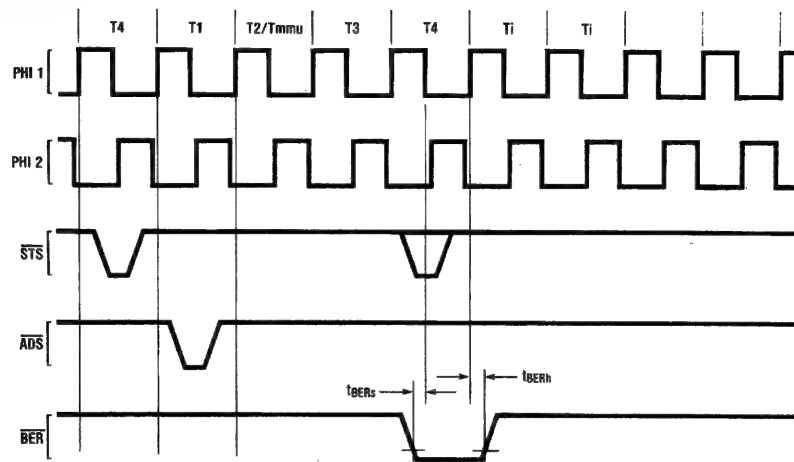 T4 T1 T2/Tmmu T3 T4 Ti Ti
PHI 1
PHI 2
STS
ADS
tBERs tBERh
BER